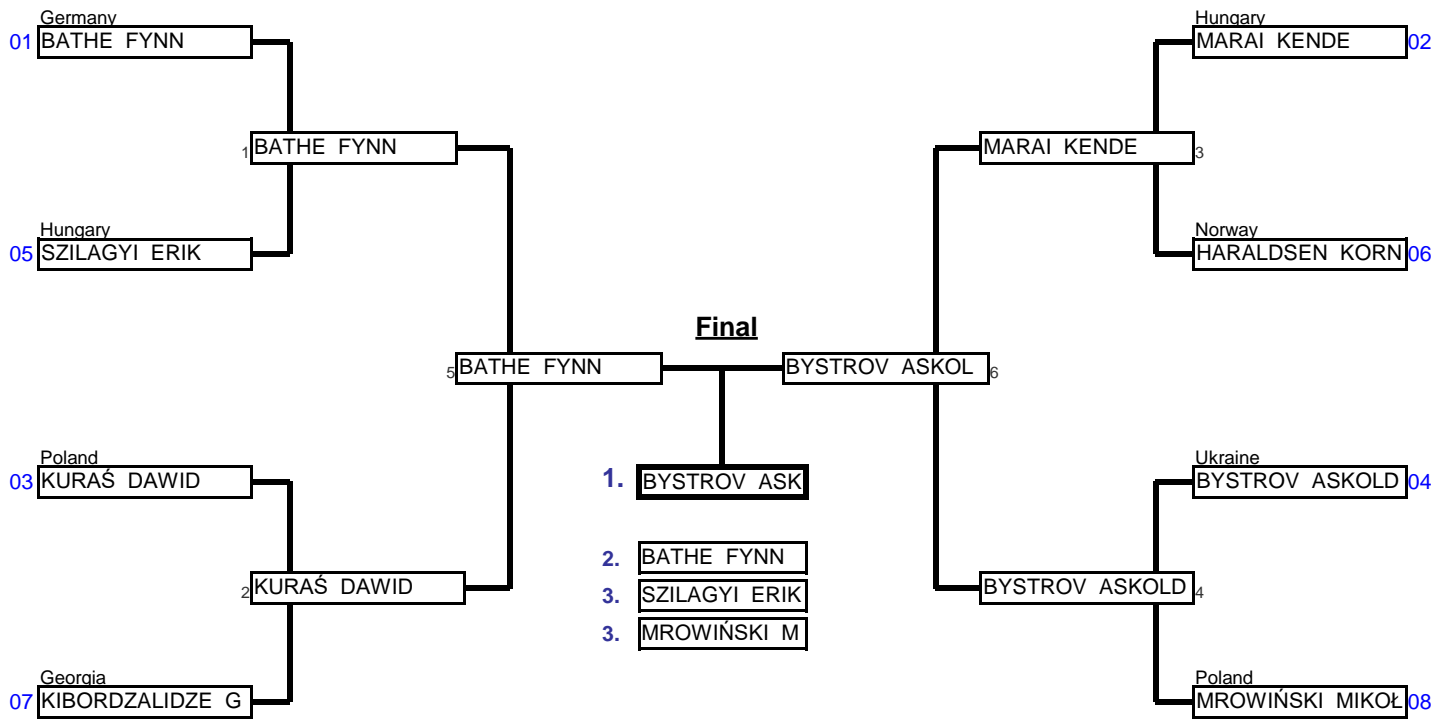 Germany
01 BATHE FYNN
Hungary
MARAI KENDE 02
1 BATHE FYNN
MARAI KENDE 3
Hungary
05 SZILAGYI ERIK
Norway
HARALDSEN KORN 06
Final
5 BATHE FYNN
BYSTROV ASKOL 6
Poland
03 KURAŚ DAWID
Ukraine
BYSTROV ASKOLD 04
1. BYSTROV ASK
2. BATHE FYNN
3. SZILAGYI ERIK
3. MROWIŃSKI M
2 KURAŚ DAWID
BYSTROV ASKOLD 4
Georgia
07 KIBORDZALIDZE G
Poland
MROWIŃSKI MIKOŁ 08